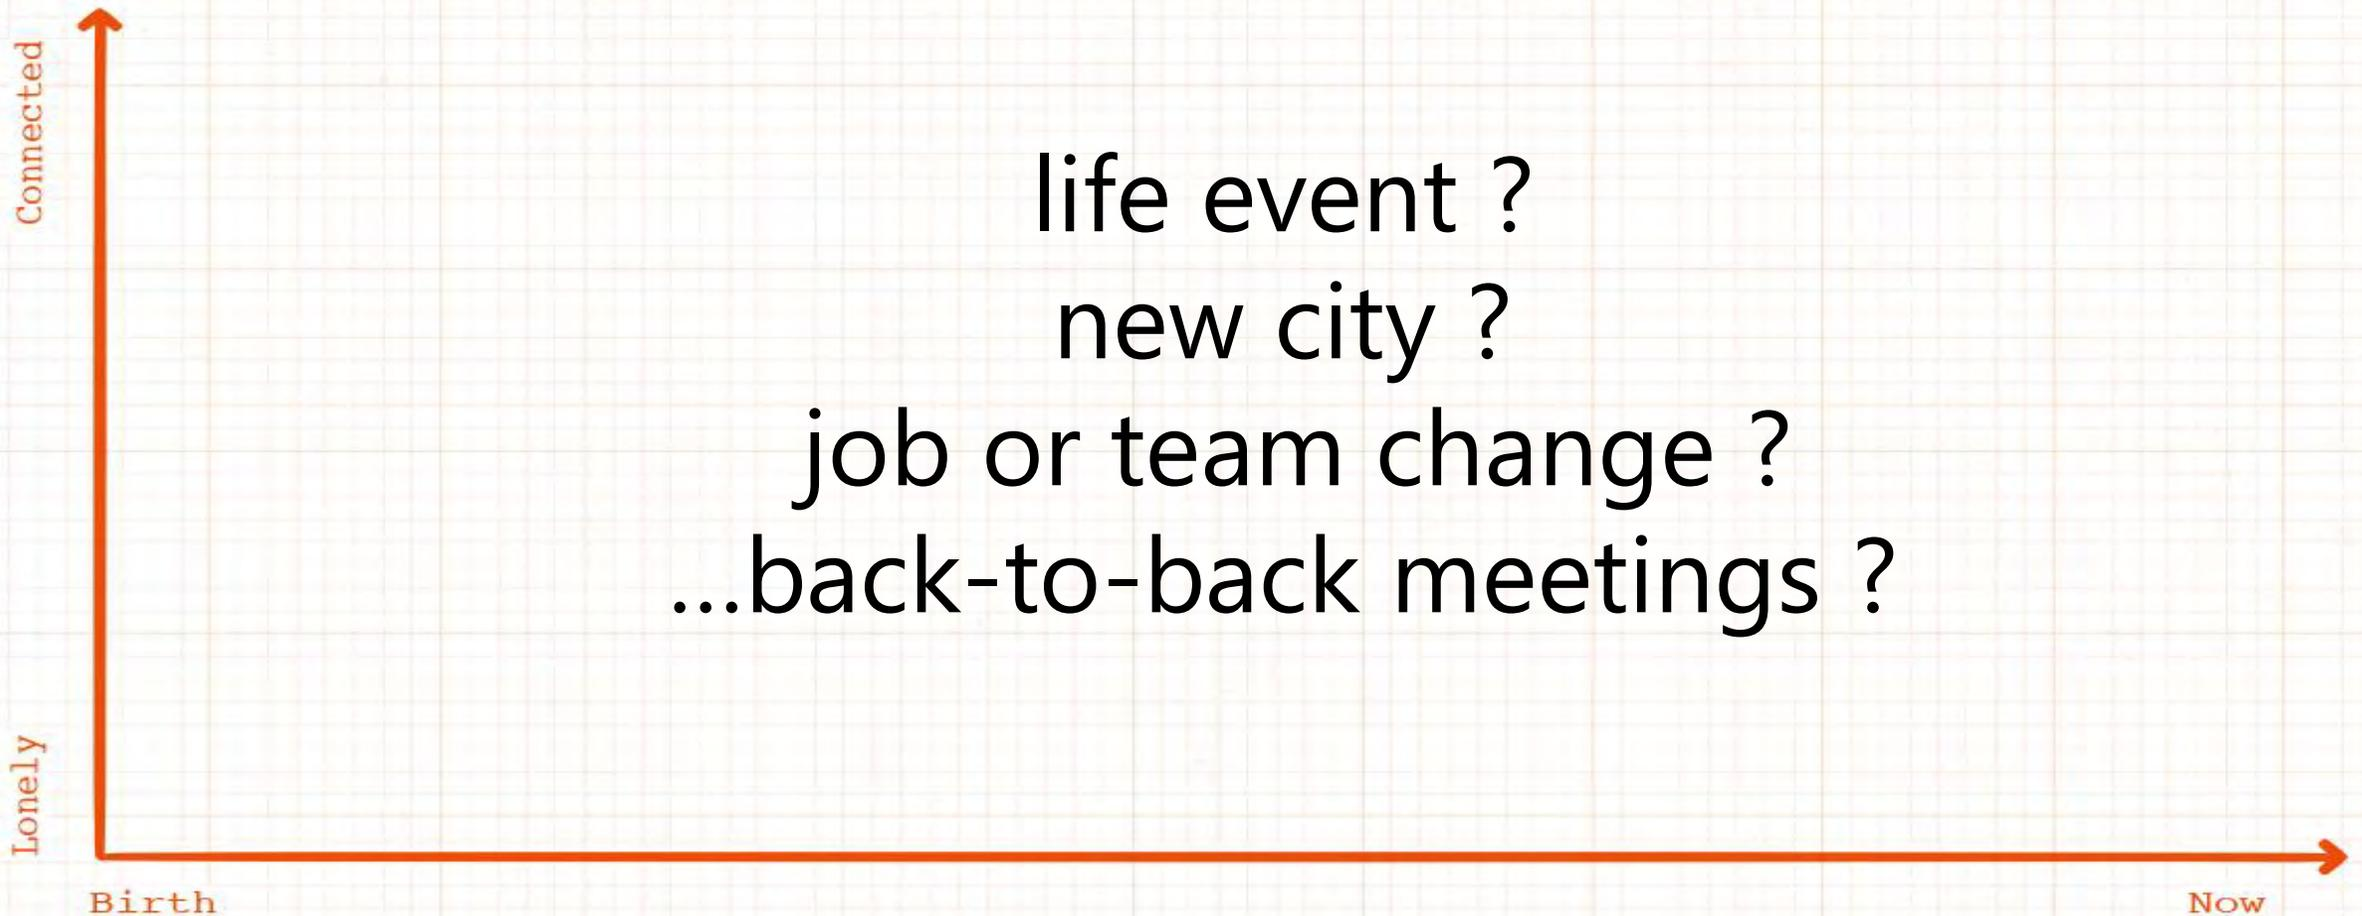 Connected
life event ?
new city ?
job or team change ?
...back-to-back meetings ?
Lonely
Birth
Now